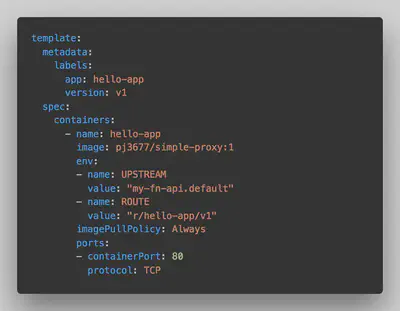 template:
  metadata:
    labels:
      app: hello-app
      version: v1
  spec:
    containers:
      - name: hello-app
        image: pj3677/simple-proxy:1
        env:
        - name: UPSTREAM
          value: "my-fn-api.default"
        - name: ROUTE
          value: "r/hello-app/v1"
        imagePullPolicy: Always
        ports:
        - containerPort: 80
          protocol: TCP